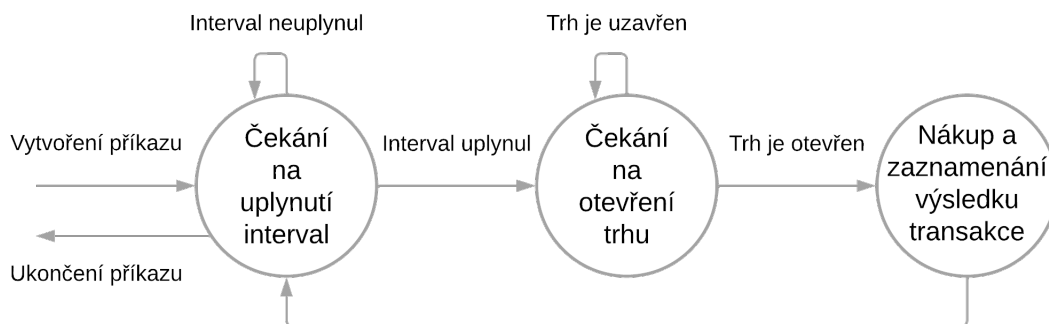 Interval neuplynul
Trh je uzavřen
Vytvoření příkazu
Čekání
na
uplynutí
interval
Interval uplynul
Čekání
na
otevření
trhu
Trh je otevřen
Nákup a
zaznamenání
výsledku
transakce
Ukončení příkazu